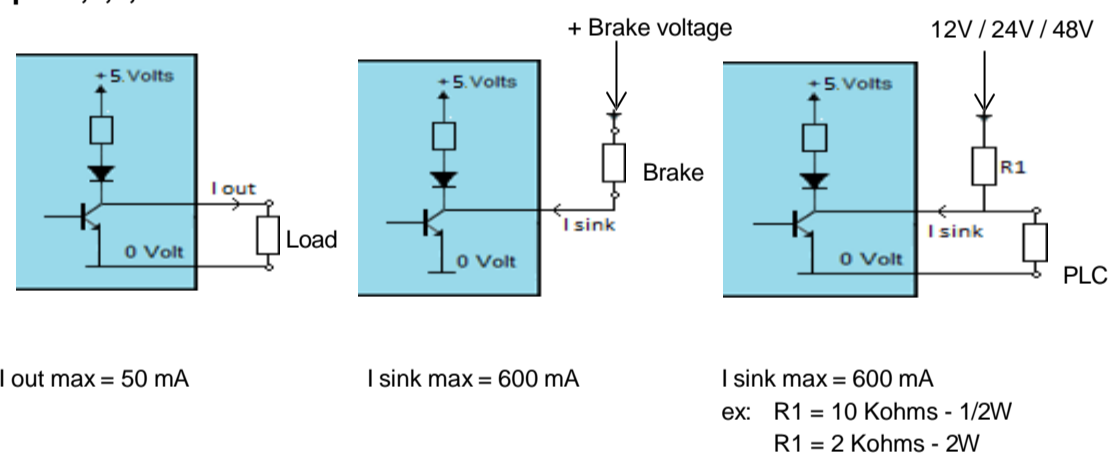 + Brake voltage
12V / 24V / 48V
+ 5.Volts
I out
0 Volt
Load
+ 5.Volts
Brake
I sink
0 Volt
+ 5.Volts
R1
I sink
0 Volt
PLC
I out max = 50 mA
I sink max = 600 mA
I sink max = 600 mA
ex: R1 = 10 Kohms - 1/2W
R1 = 2 Kohms - 2W